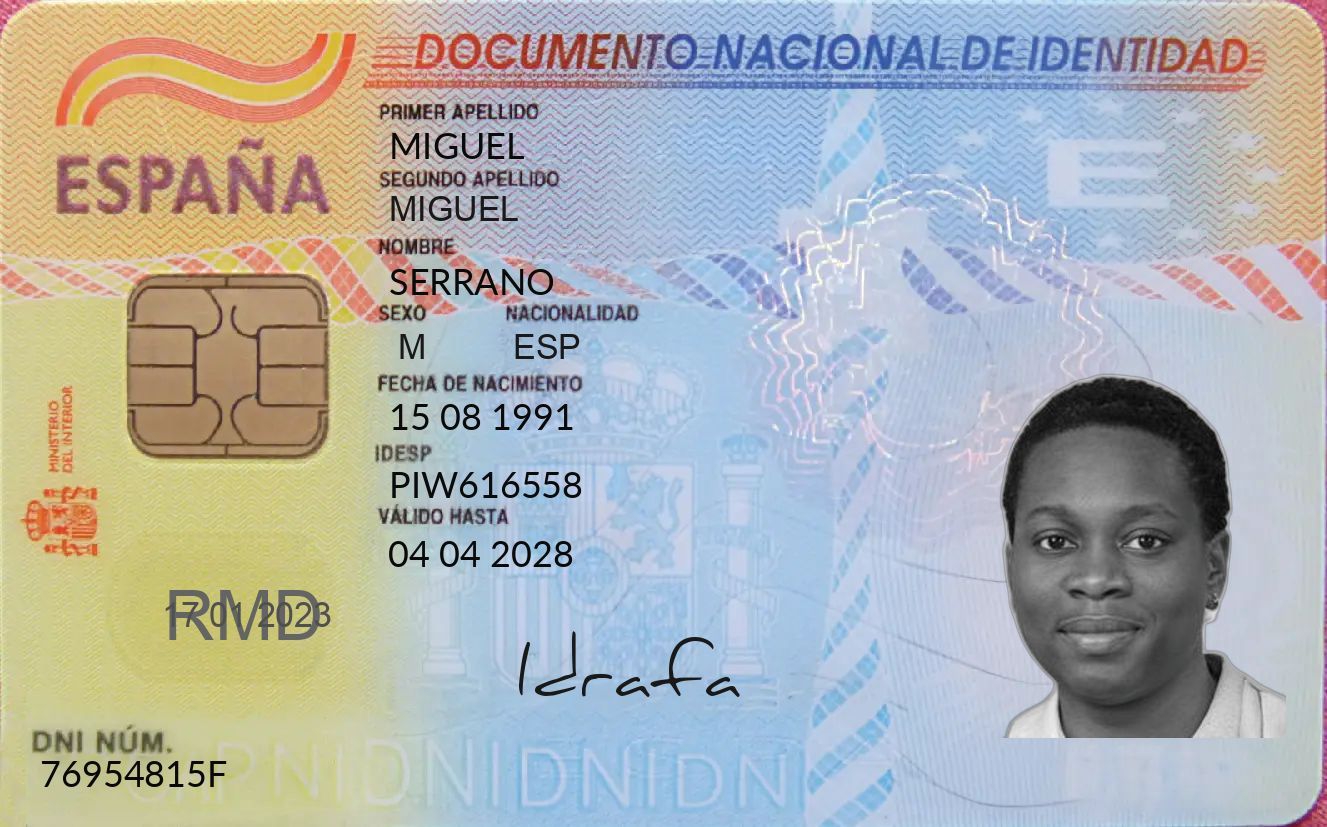 DOCUMENTO NACIONAL DE IDENTIDAD
ESPAÑA
PRIMER APELLIDO
MIGUEL
SEGUNDO APELLIDO
MIGUEL
NOMBRE
SERRANO
SEXO NACIONALIDAD
M ESP
FECHA DE NACIMIENTO
15 08 1991
IDESP
PIW616558
VÁLIDO HASTA
04 04 2028
MINISTERIO
DEL INTERIOR
E
RMD
17 01 2023
Idrafa
DNI NÚM.
76954815F
DNIDNIDNIDNI